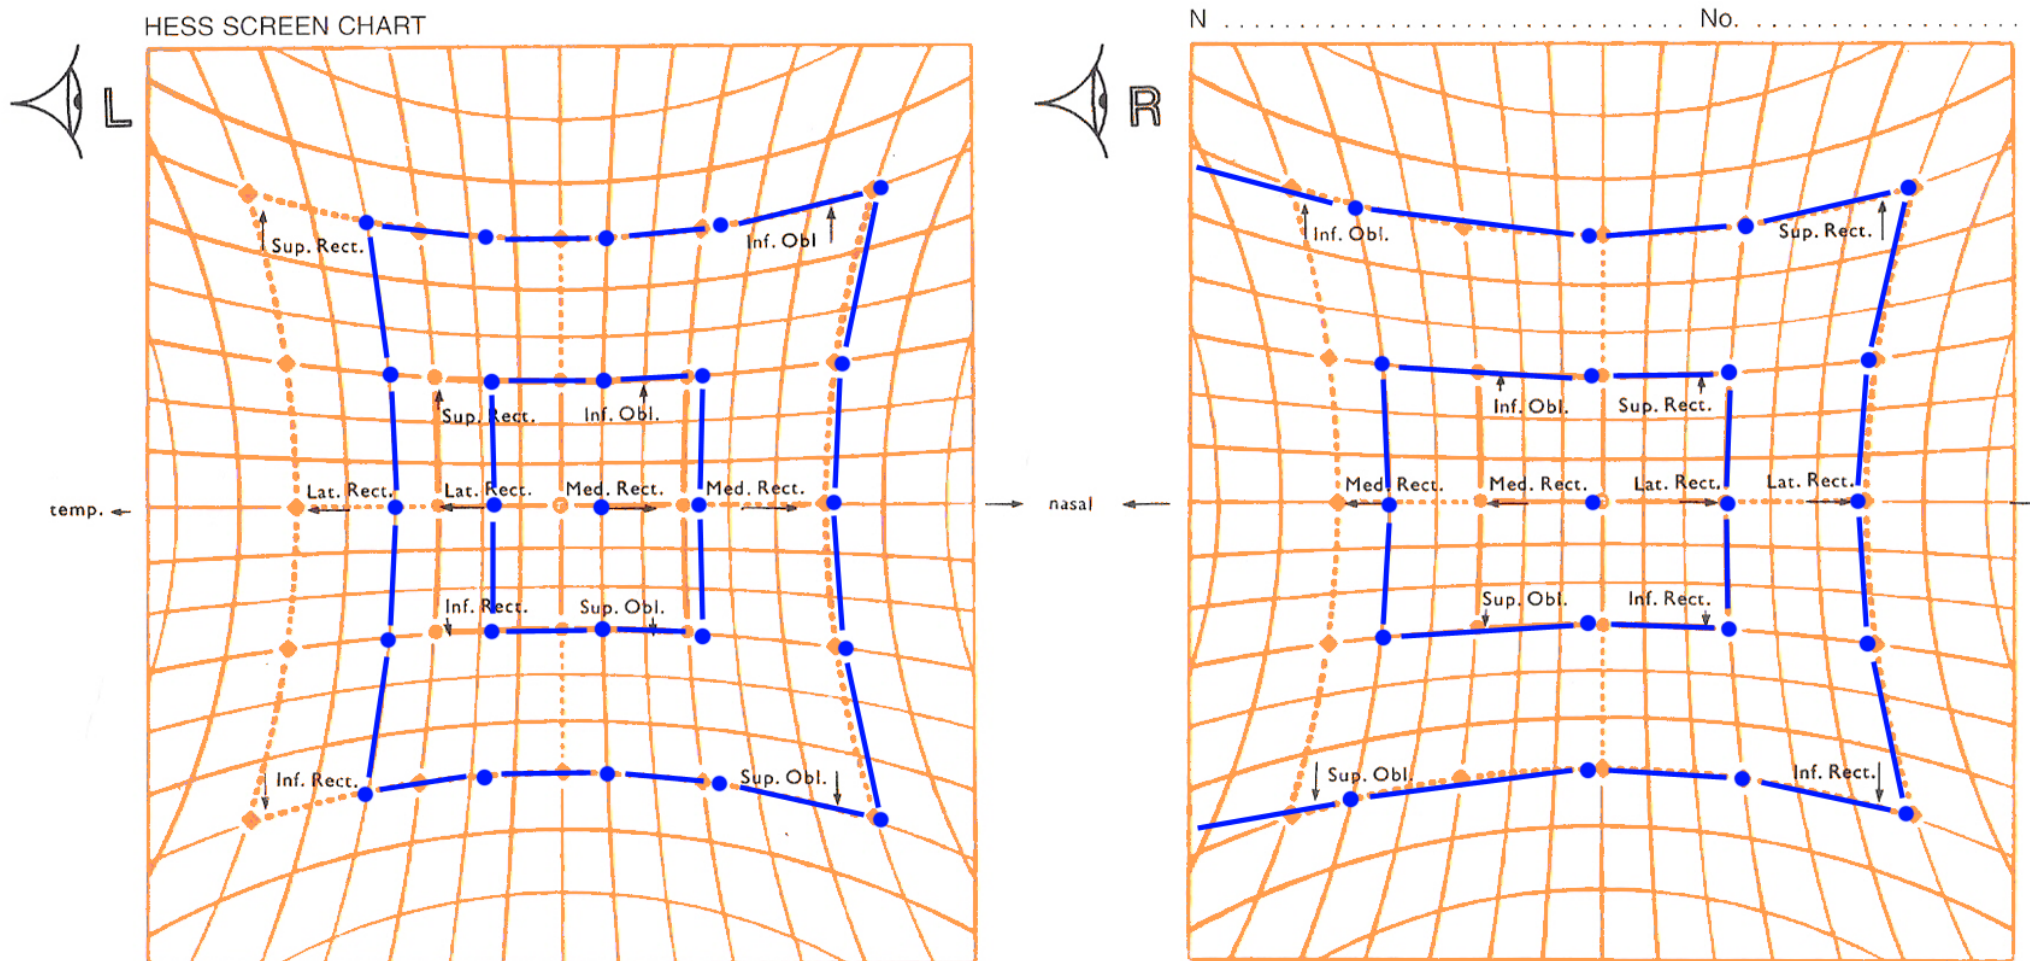 HESS SCREEN CHART
N No.
L
R
Sup. Rect. Inf. Obl
Inf. Obl. Sup. Rect.
Sup. Rect. Inf. Obl.
Inf. Obl. Sup. Rect.
temp. Lat. Rect. Lat. Rect. Med. Rect. Med. Rect. nasal
Med. Rect. Med. Rect. Lat. Rect. Lat. Rect.
Inf. Rect. Sup. Obl.
Sup. Obl. Inf. Rect.
Inf. Rect. Sup. Obl.
Sup. Obl. Inf. Rect.